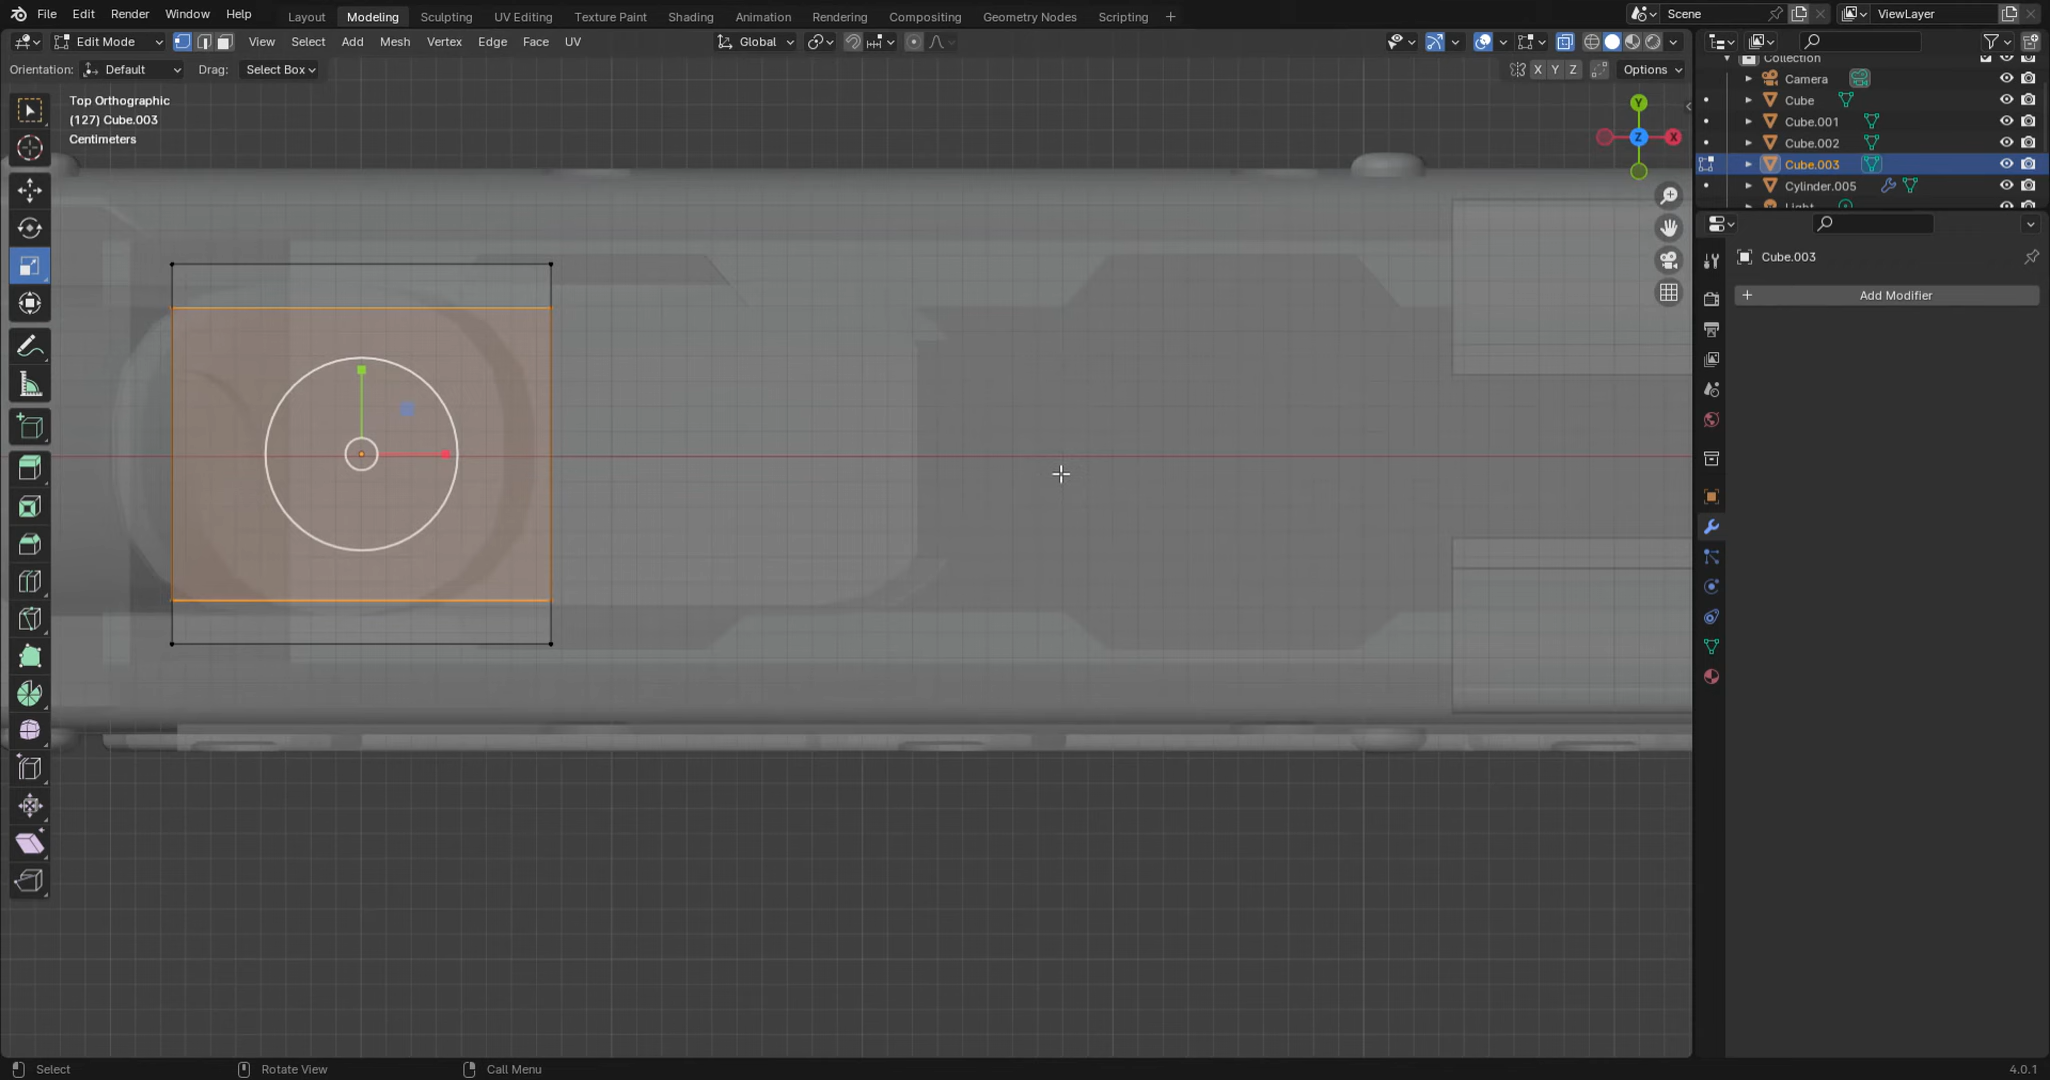 File Edit Render Window Help Layout Modeling Sculpting UV Editing Texture Paint Shading Animation Rendering Compositing Geometry Nodes Scripting + Scene ViewLayer
Edit Mode View Select Add Mesh Vertex Edge Face UV Global
Orientation: Default Drag: Select Box X Y Z Options
Top Orthographic
(127) Cube.003
Centimeters
Y
Z X
Collection
Camera
Cube
Cube.001
Cube.002
Cube.003
Cylinder.005
Light
Cube.003
+ Add Modifier
Select Rotate View Call Menu 4.0.1